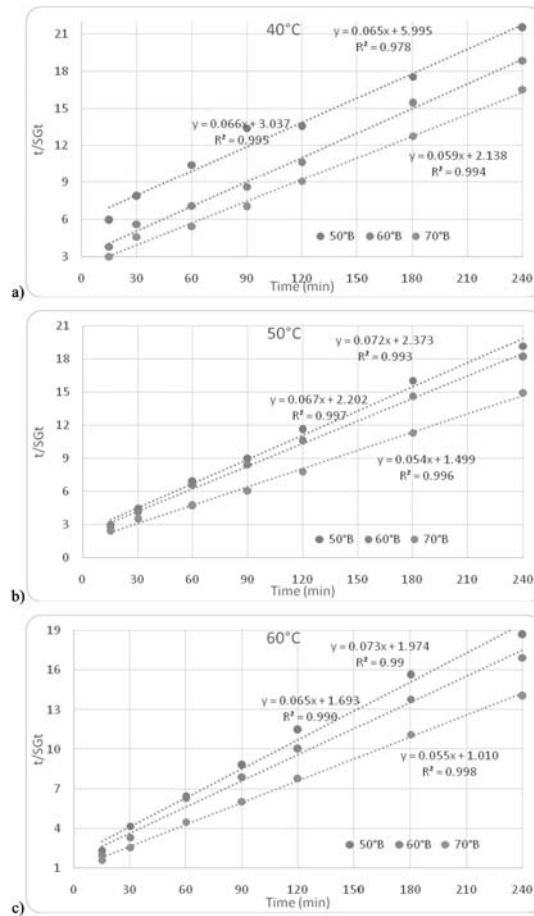 40°C
y = 0.065x + 5.995
R² = 0.978
y = 0.066x + 3.037
R² = 0.995
y = 0.059x + 2.138
R² = 0.994
t/SGt
21
18
15
12
9
6
3
50°B 60°B 70°B
0 30 60 90 120 150 180 210 240
Time (min)
a)
50°C
y = 0.072x + 2.373
R² = 0.993
y = 0.067x + 2.202
R² = 0.997
y = 0.054x + 1.499
R² = 0.996
t/SGt
21
18
15
12
9
6
3
0
50°B 60°B 70°B
0 30 60 90 120 150 180 210 240
Time (min)
b)
60°C
y = 0.073x + 1.974
R² = 0.99
y = 0.065x + 1.693
R² = 0.990
y = 0.055x + 1.010
R² = 0.998
t/SGt
19
16
13
10
7
4
1
50°B 60°B 70°B
0 30 60 90 120 150 180 210 240
Time (min)
c)